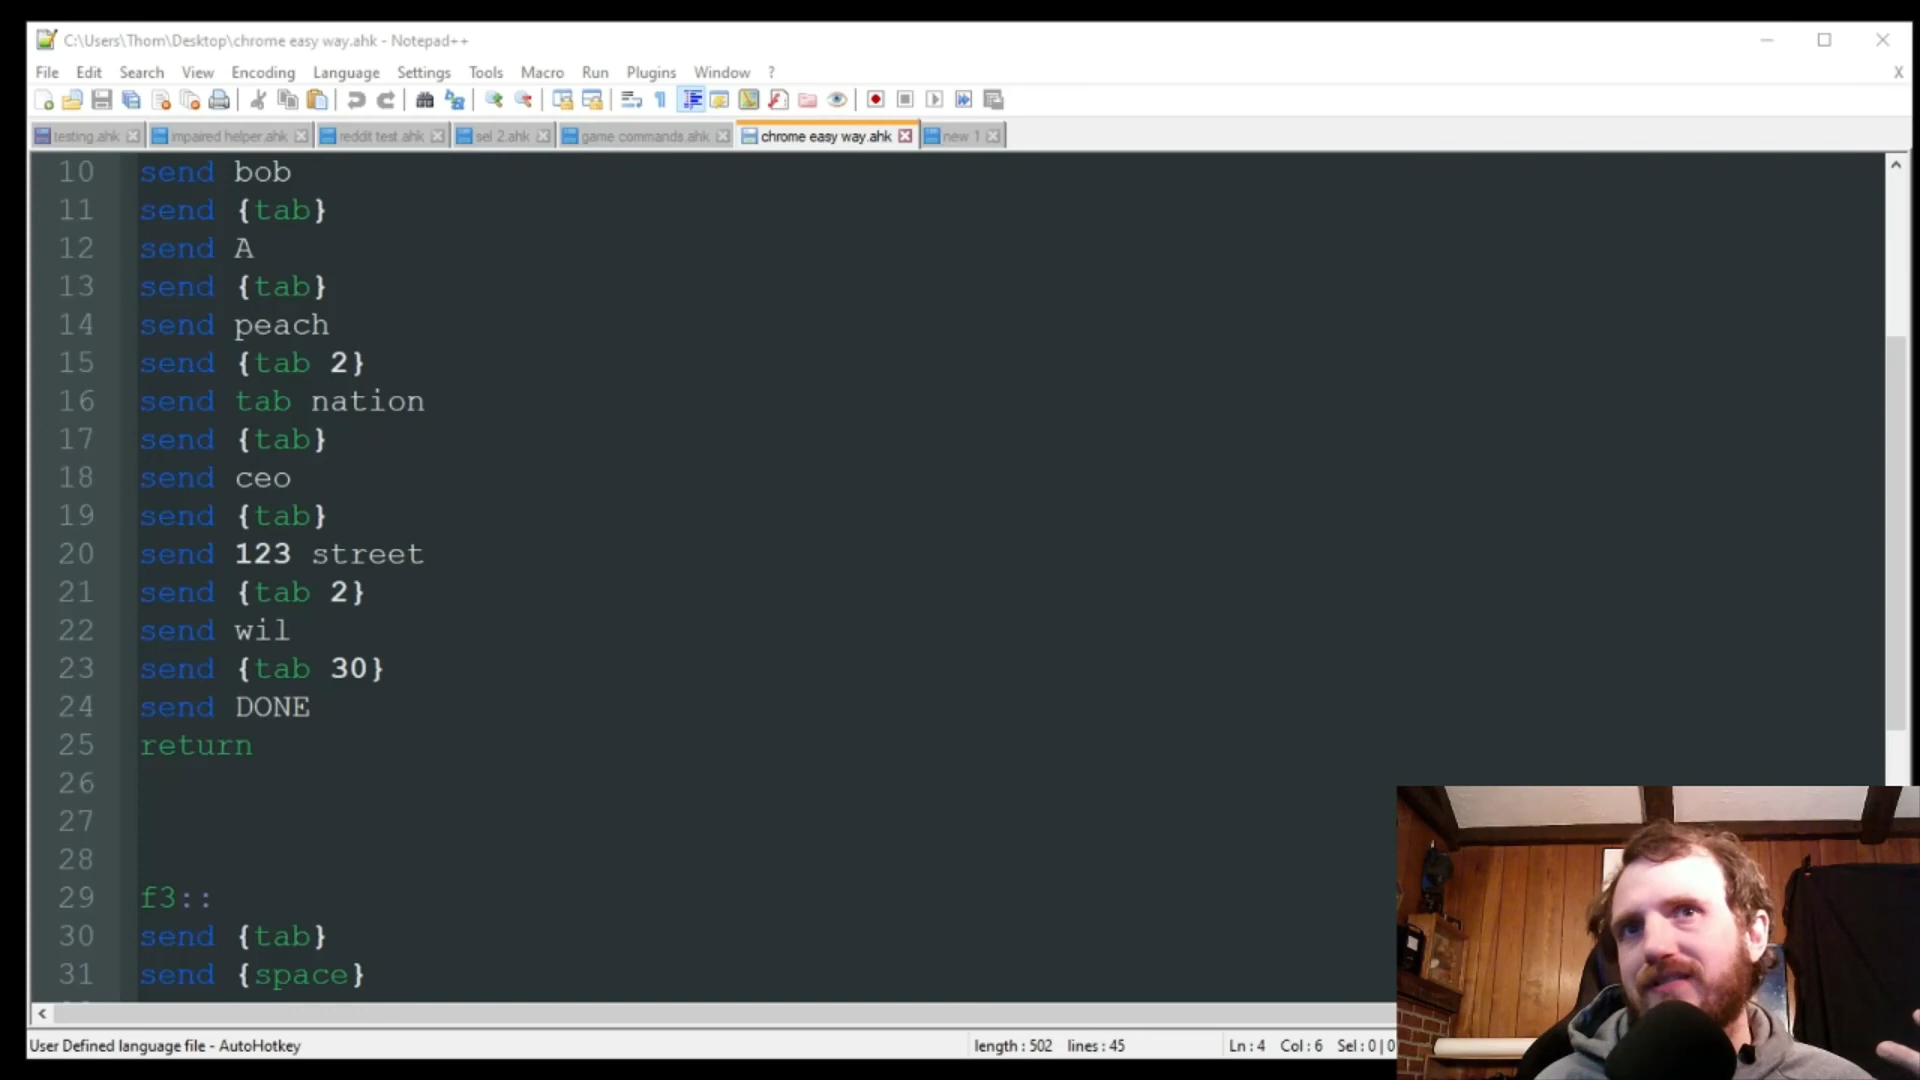 C:\Users\Thom\Desktop\chrome easy way.ahk - Notepad++
File Edit Search View Encoding Language Settings Tools Macro Run Plugins Window ? X
testing.ahk impaired helper.ahk reddit test.ahk sel 2.ahk game commands.ahk chrome easy way.ahk new 1
10 send bob
11 send {tab}
12 send A
13 send {tab}
14 send peach
15 send {tab 2}
16 send tab nation
17 send {tab}
18 send ceo
19 send {tab}
20 send 123 street
21 send {tab 2}
22 send wil
23 send {tab 30}
24 send DONE
25 return
26
27
28
29 f3::
30 send {tab}
31 send {space}
User Defined language file - AutoHotkey length : 502 lines : 45 Ln : 4 Col : 6 Sel : 0 | 0